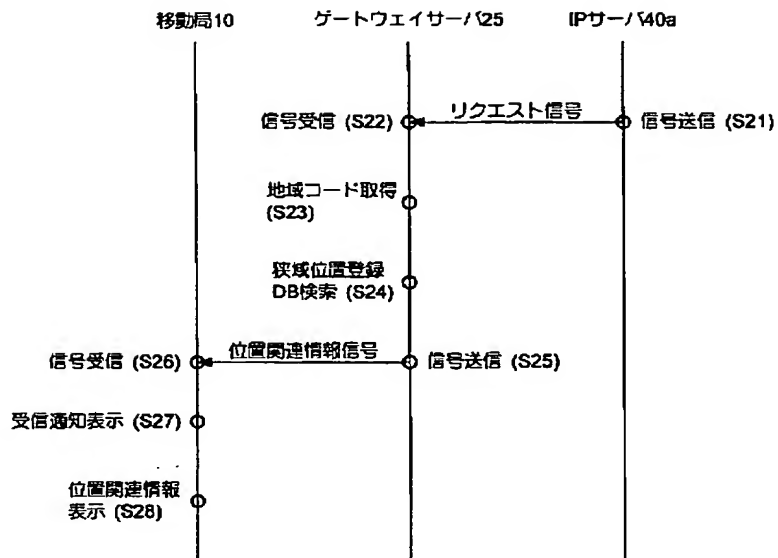 移動局10
ゲートウェイサーバ25
IPサーバ40a
リクエスト信号
信号受信 (S22)
信号送信 (S21)
地域コード取得
(S23)
狭域位置登録
DB検索 (S24)
位置関連情報信号
信号受信 (S26)
信号送信 (S25)
受信通知表示 (S27)
位置関連情報
表示 (S28)